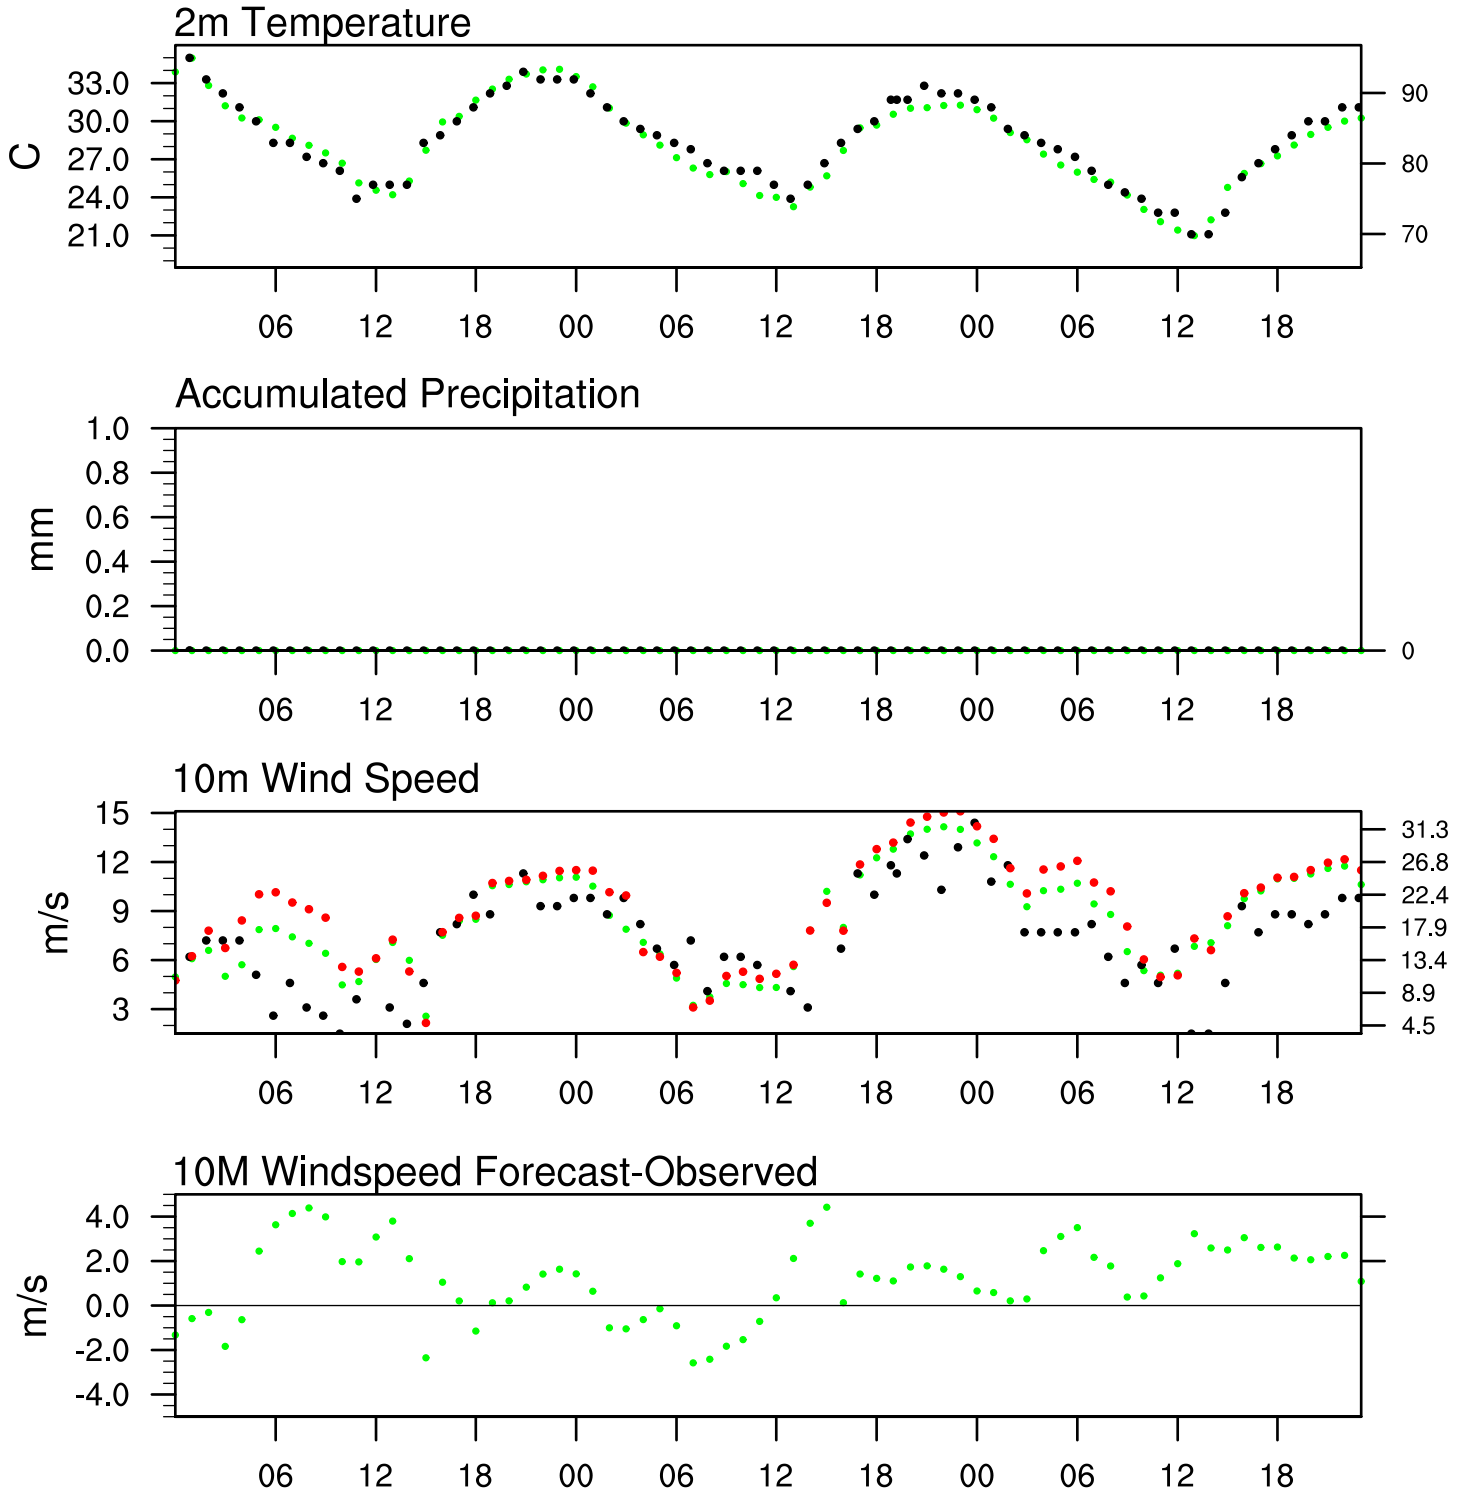 2m Temperature
C
33.0
30.0
27.0
24.0
21.0
90
80
70
06 12 18 00 06 12 18 00 06 12 18
Accumulated Precipitation
mm
1.0
0.8
0.6
0.4
0.2
0.0
0
06 12 18 00 06 12 18 00 06 12 18
10m Wind Speed
m/s
15
12
9
6
3
31.3
26.8
22.4
17.9
13.4
8.9
4.5
06 12 18 00 06 12 18 00 06 12 18
10M Windspeed Forecast-Observed
m/s
4.0
2.0
0.0
-2.0
-4.0
06 12 18 00 06 12 18 00 06 12 18